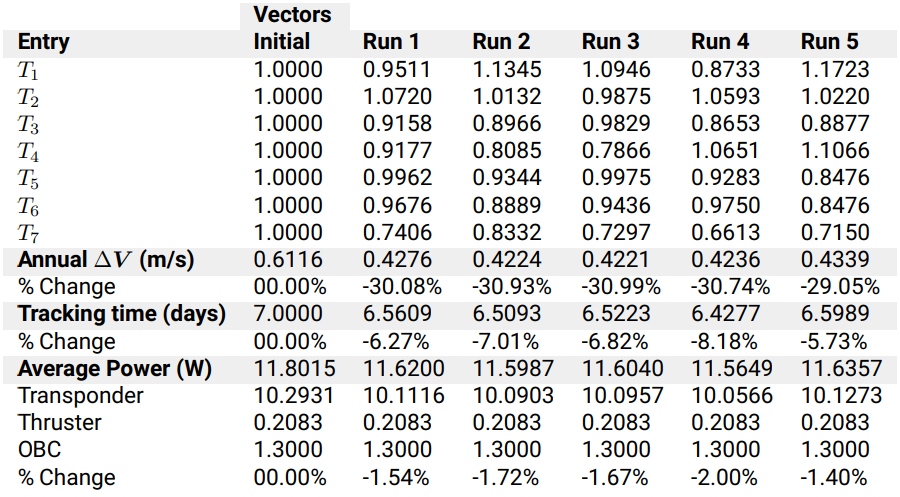 Vectors
Entry Initial Run 1 Run 2 Run 3 Run 4 Run 5
T1 1.0000 0.9511 1.1345 1.0946 0.8733 1.1723
T2 1.0000 1.0720 1.0132 0.9875 1.0593 1.0220
T3 1.0000 0.9158 0.8966 0.9829 0.8653 0.8877
T4 1.0000 0.9177 0.8085 0.7866 1.0651 1.1066
T5 1.0000 0.9962 0.9344 0.9975 0.9283 0.8476
T6 1.0000 0.9676 0.8889 0.9436 0.9750 0.8476
T7 1.0000 0.7406 0.8332 0.7297 0.6613 0.7150
Annual ΔV (m/s) 0.6116 0.4276 0.4224 0.4221 0.4236 0.4339
% Change 00.00% -30.08% -30.93% -30.99% -30.74% -29.05%
Tracking time (days) 7.0000 6.5609 6.5093 6.5223 6.4277 6.5989
% Change 00.00% -6.27% -7.01% -6.82% -8.18% -5.73%
Average Power (W) 11.8015 11.6200 11.5987 11.6040 11.5649 11.6357
Transponder 10.2931 10.1116 10.0903 10.0957 10.0566 10.1273
Thruster 0.2083 0.2083 0.2083 0.2083 0.2083 0.2083
OBC 1.3000 1.3000 1.3000 1.3000 1.3000 1.3000
% Change 00.00% -1.54% -1.72% -1.67% -2.00% -1.40%